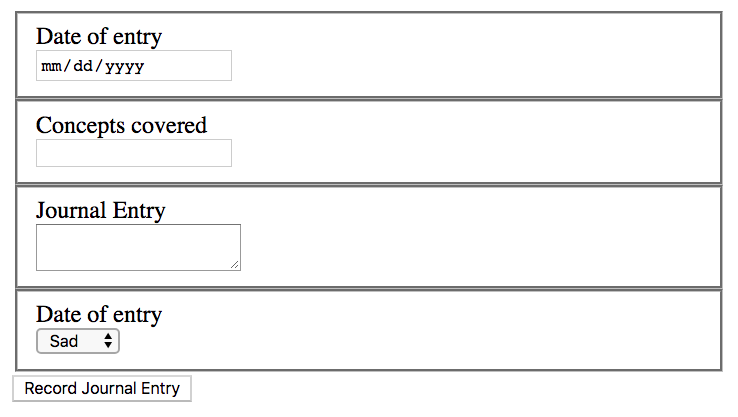 Date of entry
mm/dd/yyyy
Concepts covered
Journal Entry
Date of entry
Sad
Record Journal Entry